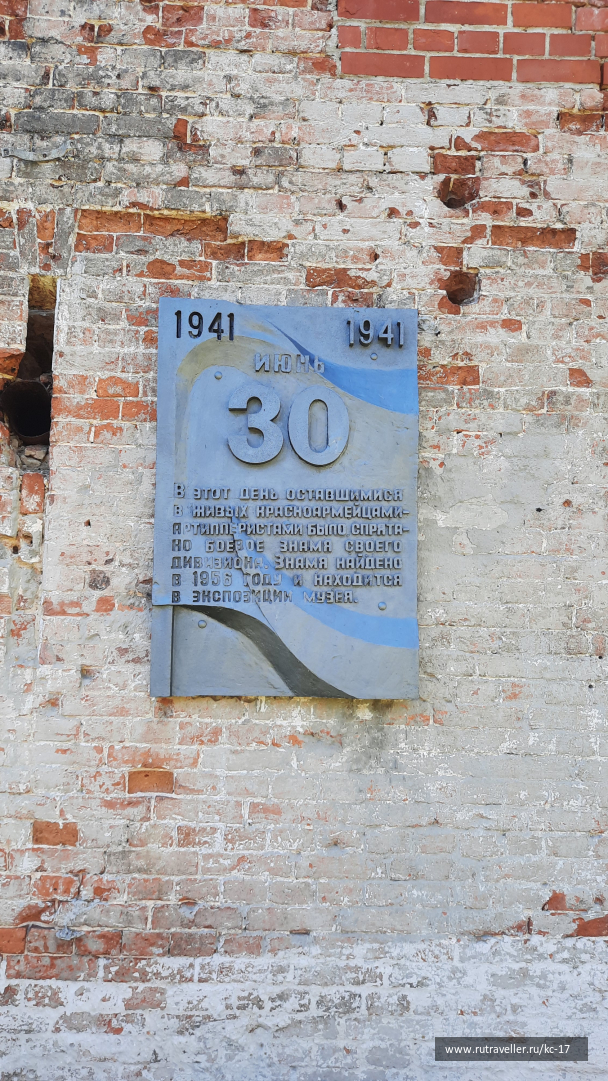 1941 1941
ИЮНЬ
30
В ЭТОТ ДЕНЬ ОСТАВШИМИСЯ
В ЖИВЫХ КРАСНОАРМЕЙЦАМИ-
АРТИЛЛЕРИСТАМИ БЫЛО СПРЯТА-
НО БОЕВОЕ ЗНАМЯ СВОЕГО
ДИВИЗИОНА. ЗНАМЯ НАЙДЕНО
В 1956 ГОДУ И НАХОДИТСЯ
В ЭКСПОЗИЦИИ МУЗЕЯ.
www.rutraveller.ru/kc-17